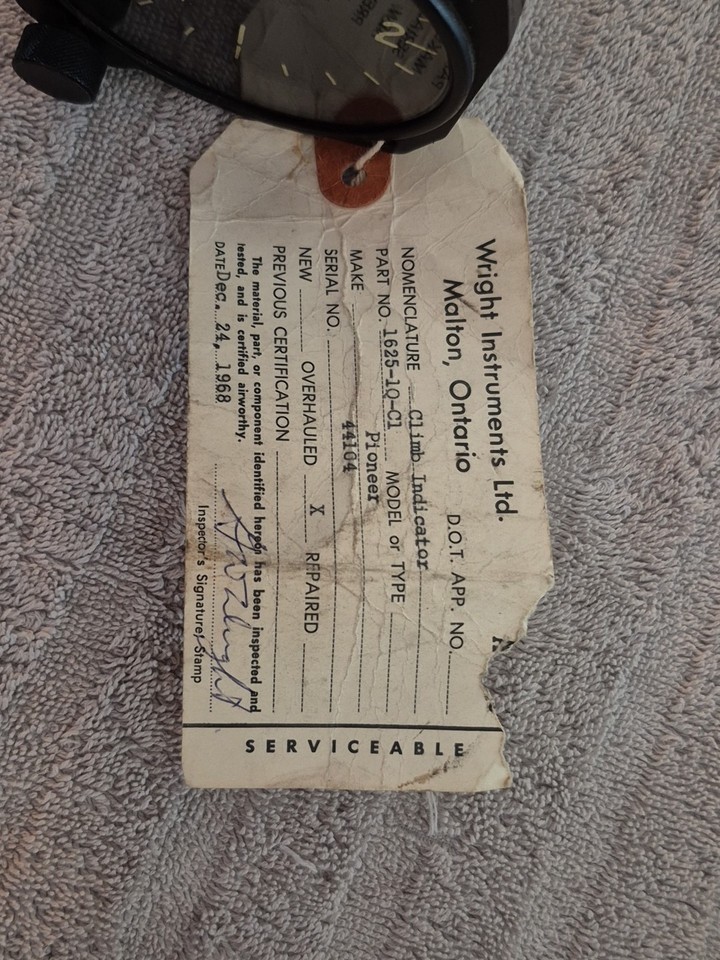 Wright Instruments Ltd.
Malton, Ontario
D.O.T. APP. NO.
NOMENCLATURE Climb Indicator
PART NO. 1625-1Q-C1 MODEL or TYPE
MAKE Pioneer
SERIAL NO. 44104
NEW OVERHAULED X REPAIRED
PREVIOUS CERTIFICATION
The material, part, or component identified hereon has been inspected and
tested, and is certified airworthy.
DATE Dec. 24, 1968
Inspector's Signature/Stamp
SERVICEABLE